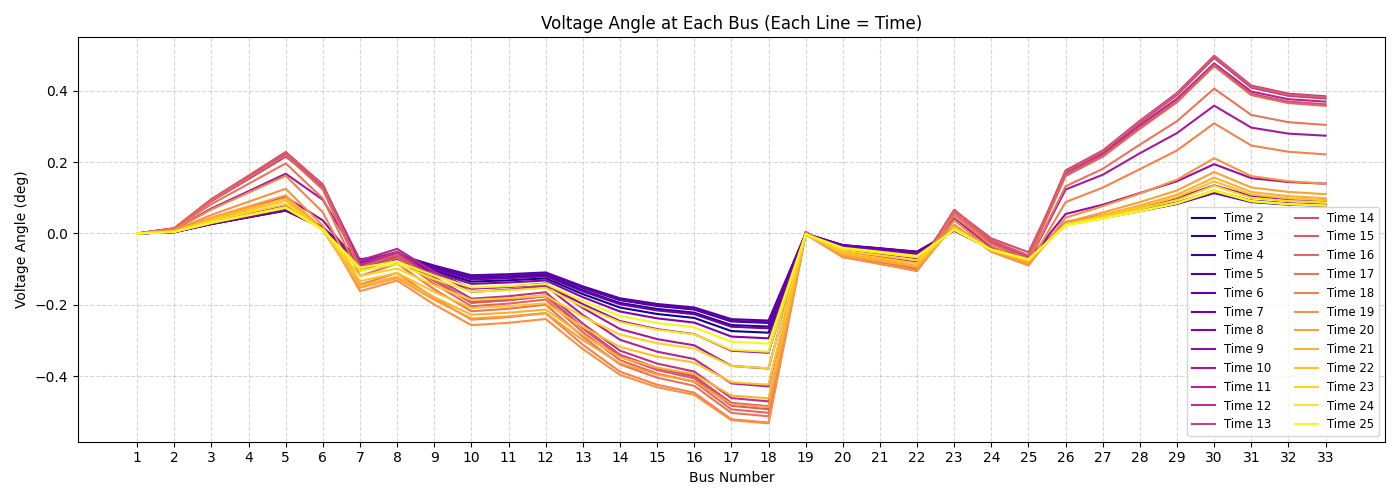 Voltage Angle at Each Bus (Each Line = Time)
Voltage Angle (deg)
0.4
0.2
0.0
−0.2
−0.4
Time 2
Time 3
Time 4
Time 5
Time 6
Time 7
Time 8
Time 9
Time 10
Time 11
Time 12
Time 13
Time 14
Time 15
Time 16
Time 17
Time 18
Time 19
Time 20
Time 21
Time 22
Time 23
Time 24
Time 25
1 2 3 4 5 6 7 8 9 10 11 12 13 14 15 16 17 18 19 20 21 22 23 24 25 26 27 28 29 30 31 32 33
Bus Number